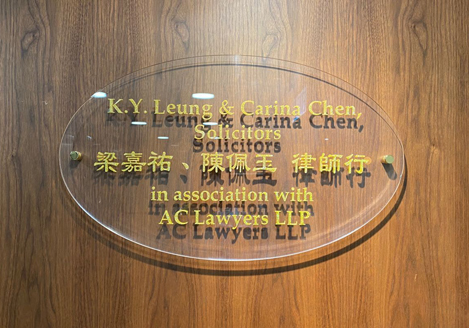 K.Y. Leung & Carina Chen,
Solicitors
梁嘉祐、陳佩玉 律師行
in association with
AC Lawyers LLP